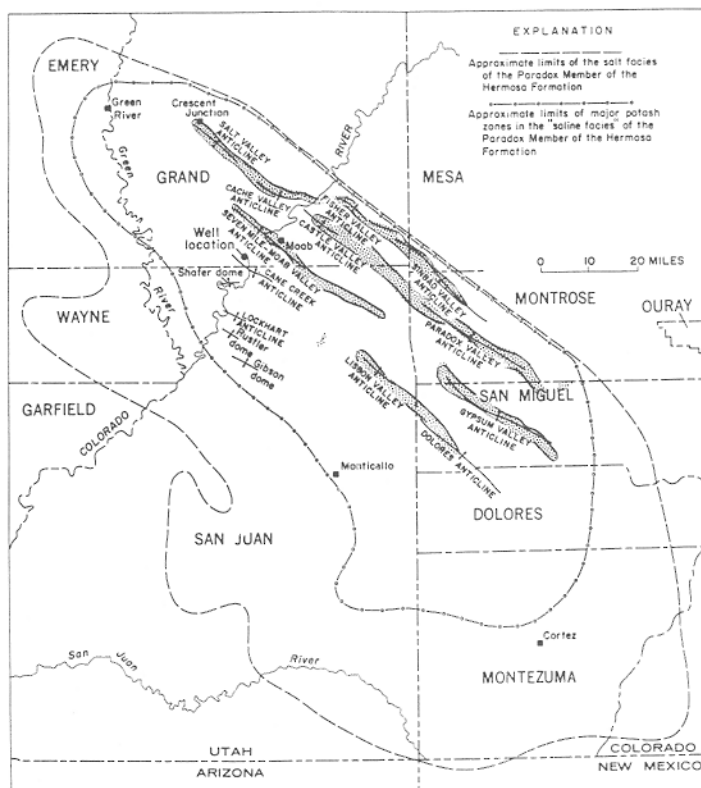 EXPLANATION
Approximate limits of the salt facies
of the Paradox Member of the
Hermosa Formation
Approximate limits of major potash
zones in the "saline facies" of the
Paradox Member of the Hermosa
Formation
EMERY
Green
River
Crescent
Junction
SALT VALLEY
ANTICLINE
RIVER
Green
GRAND
MESA
CACHE VALLEY
ANTICLINE
FISHER VALLEY
ANTICLINE
CASTLE VALLEY
ANTICLINE
SEVEN MILE-MOAB VALLEY
ANTICLINE
Well
location
Moab
CANE CREEK
ANTICLINE
Shafer dome
River
SINBAD VALLEY
ANTICLINE
0 10 20 MILES
MONTROSE
OURAY
WAYNE
LOCKHART
ANTICLINE
Rustler
dome
Gibson
dome
PARADOX VALLEY
ANTICLINE
LISBON VALLEY
ANTICLINE
SAN MIGUEL
GYPSUM VALLEY
ANTICLINE
GARFIELD
COLORADO
DOLORES ANTICLINE
Monticallo
DOLORES
SAN JUAN
Cortez
San Juan River
MONTEZUMA
UTAH
ARIZONA
COLORADO
NEW MEXICO